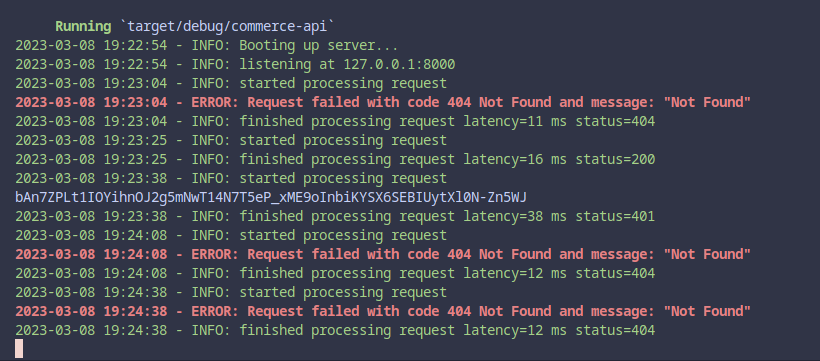 Running `target/debug/commerce-api`
2023-03-08 19:22:54 - INFO: Booting up server...
2023-03-08 19:22:54 - INFO: listening at 127.0.0.1:8000
2023-03-08 19:23:04 - INFO: started processing request
2023-03-08 19:23:04 - ERROR: Request failed with code 404 Not Found and message: "Not Found"
2023-03-08 19:23:04 - INFO: finished processing request latency=11 ms status=404
2023-03-08 19:23:25 - INFO: started processing request
2023-03-08 19:23:25 - INFO: finished processing request latency=16 ms status=200
2023-03-08 19:23:38 - INFO: started processing request
bAn7ZPLt1IOYihnOJ2g5mNwT14N7T5eP_xME9oInbiKYSX6SEBIUytXl0N-Zn5WJ
2023-03-08 19:23:38 - INFO: finished processing request latency=38 ms status=401
2023-03-08 19:24:08 - INFO: started processing request
2023-03-08 19:24:08 - ERROR: Request failed with code 404 Not Found and message: "Not Found"
2023-03-08 19:24:08 - INFO: finished processing request latency=12 ms status=404
2023-03-08 19:24:38 - INFO: started processing request
2023-03-08 19:24:38 - ERROR: Request failed with code 404 Not Found and message: "Not Found"
2023-03-08 19:24:38 - INFO: finished processing request latency=12 ms status=404